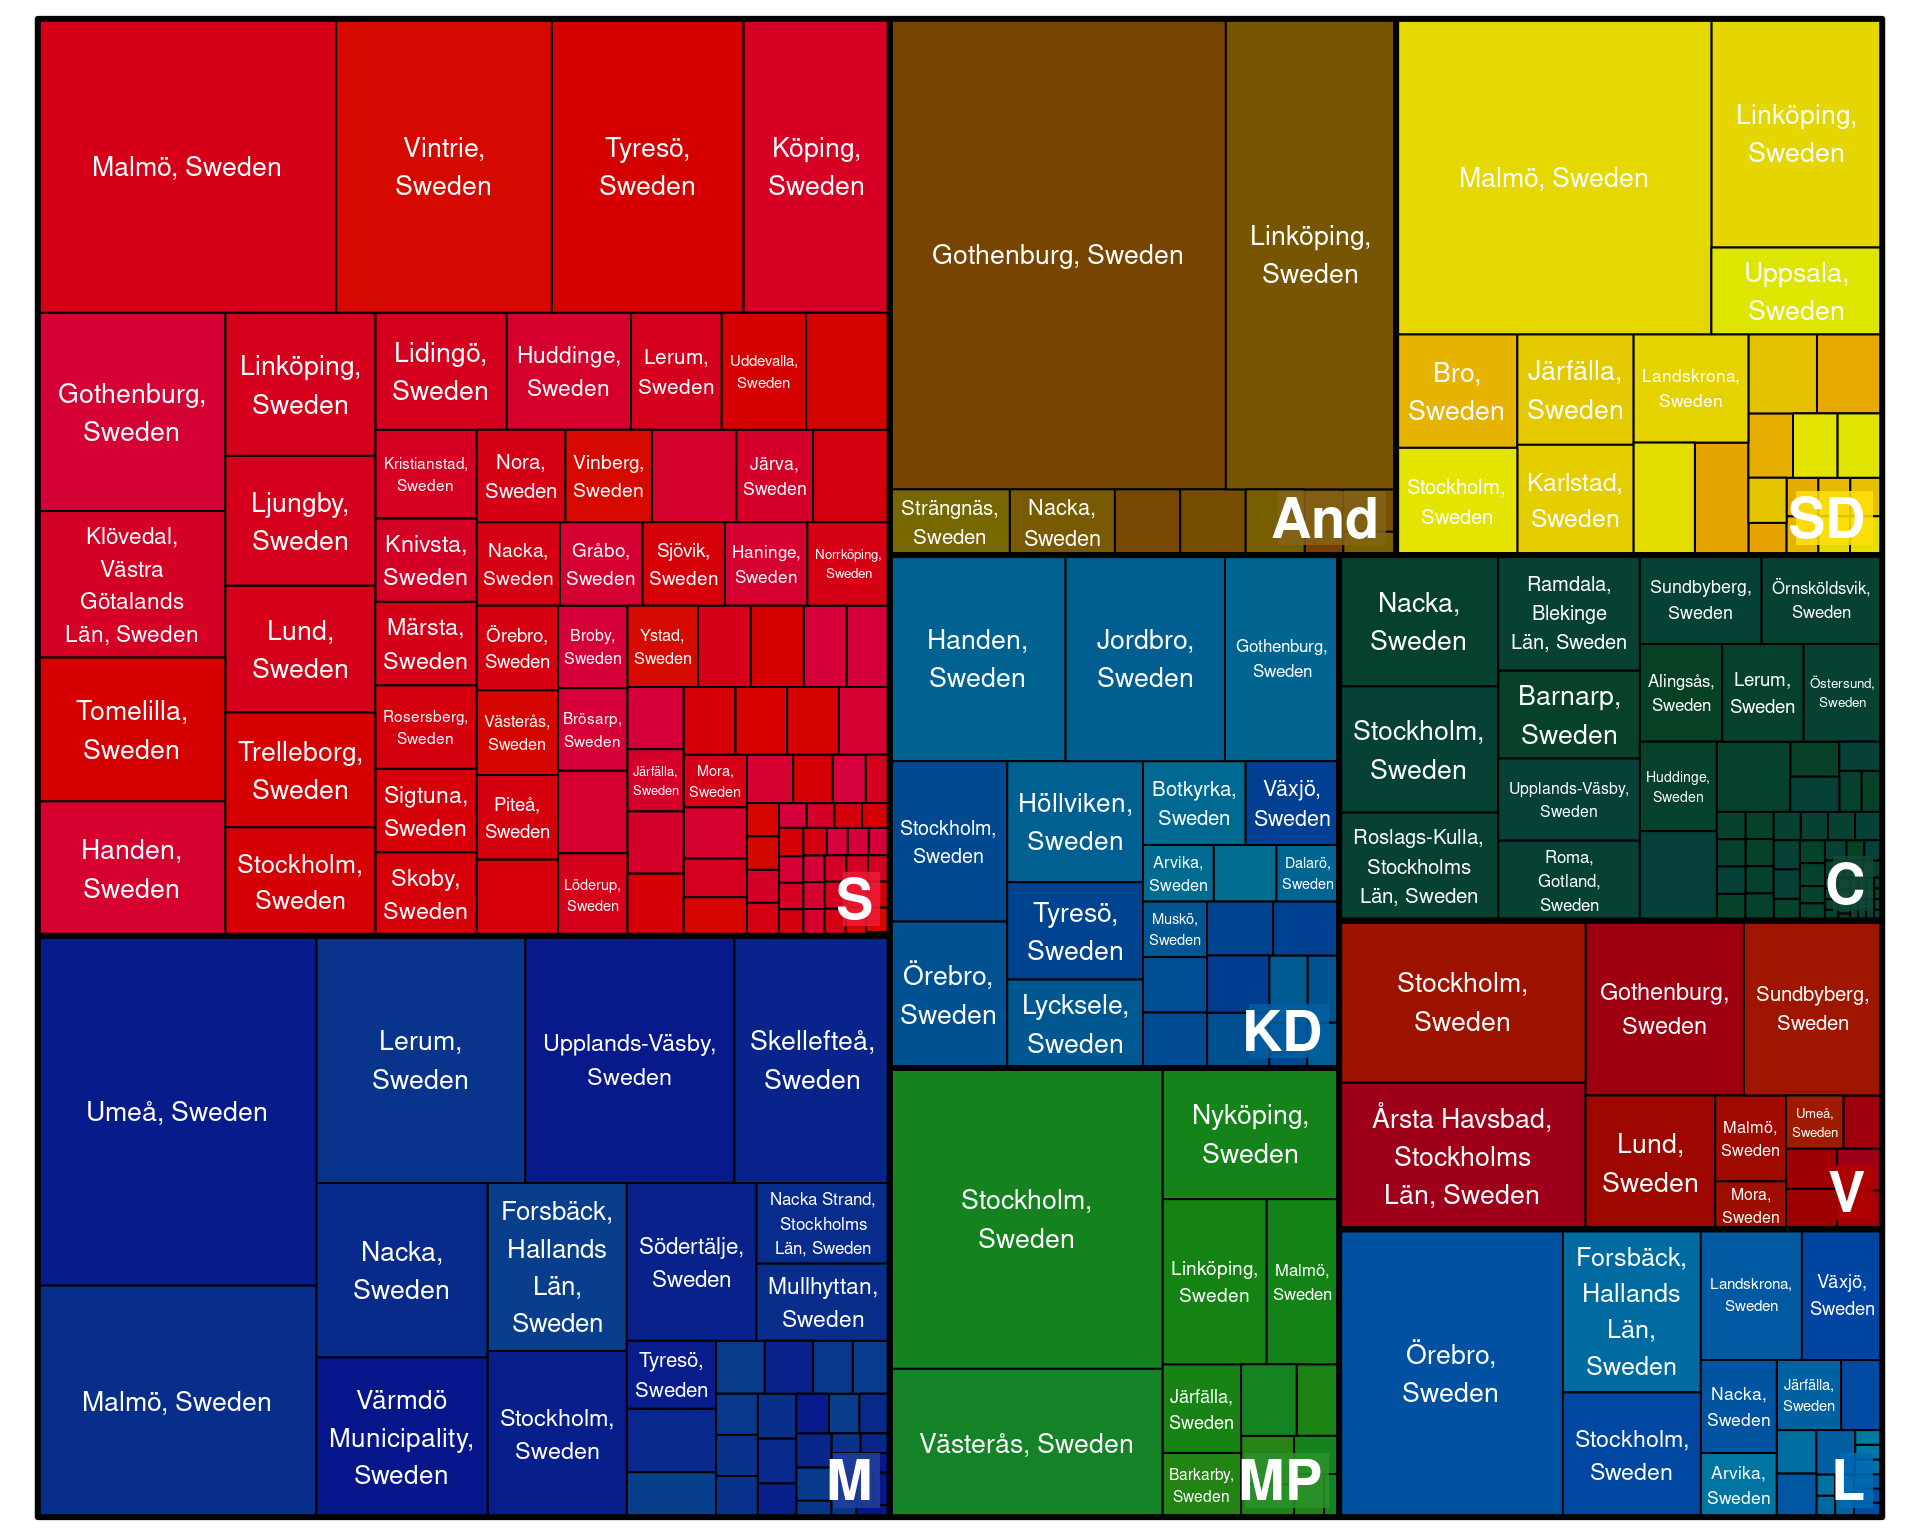 Malmö, Sweden
Vintrie,
Sweden
Tyresö,
Sweden
Köping,
Sweden
Gothenburg,
Sweden
Klövedal,
Västra
Götalands
Län, Sweden
Tomelilla,
Sweden
Handen,
Sweden
Linköping,
Sweden
Ljungby,
Sweden
Lund,
Sweden
Trelleborg,
Sweden
Stockholm,
Sweden
Lidingö,
Sweden
Huddinge,
Sweden
Lerum,
Sweden
Uddevalla,
Sweden
Kristianstad,
Sweden
Nora,
Sweden
Vinberg,
Sweden
Järva,
Sweden
Knivsta,
Sweden
Nacka,
Sweden
Gråbo,
Sweden
Sjövik,
Sweden
Haninge,
Sweden
Norrköping,
Sweden
Märsta,
Sweden
Örebro,
Sweden
Broby,
Sweden
Ystad,
Sweden
Rosersberg,
Sweden
Västerås,
Sweden
Brösarp,
Sweden
Sigtuna,
Sweden
Piteå,
Sweden
Järfälla,
Sweden
Mora,
Sweden
Skoby,
Sweden
Löderup,
Sweden
S
Gothenburg, Sweden
Linköping,
Sweden
Strängnäs,
Sweden
Nacka,
Sweden
And
Malmö, Sweden
Linköping,
Sweden
Uppsala,
Sweden
Bro,
Sweden
Järfälla,
Sweden
Landskrona,
Sweden
Stockholm,
Sweden
Karlstad,
Sweden
SD
Handen,
Sweden
Jordbro,
Sweden
Gothenburg,
Sweden
Stockholm,
Sweden
Höllviken,
Sweden
Botkyrka,
Sweden
Växjö,
Sweden
Arvika,
Sweden
Dalarö,
Sweden
Tyresö,
Sweden
Muskö,
Sweden
Örebro,
Sweden
Lycksele,
Sweden
KD
Nacka,
Sweden
Stockholm,
Sweden
Roslags-Kulla,
Stockholms
Län, Sweden
Ramdala,
Blekinge
Län, Sweden
Barnarp,
Sweden
Upplands-Väsby,
Sweden
Roma,
Gotland,
Sweden
Sundbyberg,
Sweden
Örnsköldsvik,
Sweden
Alingsås,
Sweden
Lerum,
Sweden
Östersund,
Sweden
Huddinge,
Sweden
C
Umeå, Sweden
Malmö, Sweden
Lerum,
Sweden
Upplands-Väsby,
Sweden
Skellefteå,
Sweden
Nacka,
Sweden
Forsbäck,
Hallands
Län,
Sweden
Södertälje,
Sweden
Nacka Strand,
Stockholms
Län, Sweden
Mullhyttan,
Sweden
Värmdö
Municipality,
Sweden
Stockholm,
Sweden
Tyresö,
Sweden
M
Stockholm,
Sweden
Västerås, Sweden
Nyköping,
Sweden
Linköping,
Sweden
Malmö,
Sweden
Järfälla,
Sweden
Barkarby,
Sweden
MP
Stockholm,
Sweden
Gothenburg,
Sweden
Sundbyberg,
Sweden
Årsta Havsbad,
Stockholms
Län, Sweden
Lund,
Sweden
Malmö,
Sweden
Umeå,
Sweden
Mora,
Sweden
V
Örebro,
Sweden
Forsbäck,
Hallands
Län,
Sweden
Landskrona,
Sweden
Växjö,
Sweden
Stockholm,
Sweden
Nacka,
Sweden
Järfälla,
Sweden
Arvika,
Sweden
L